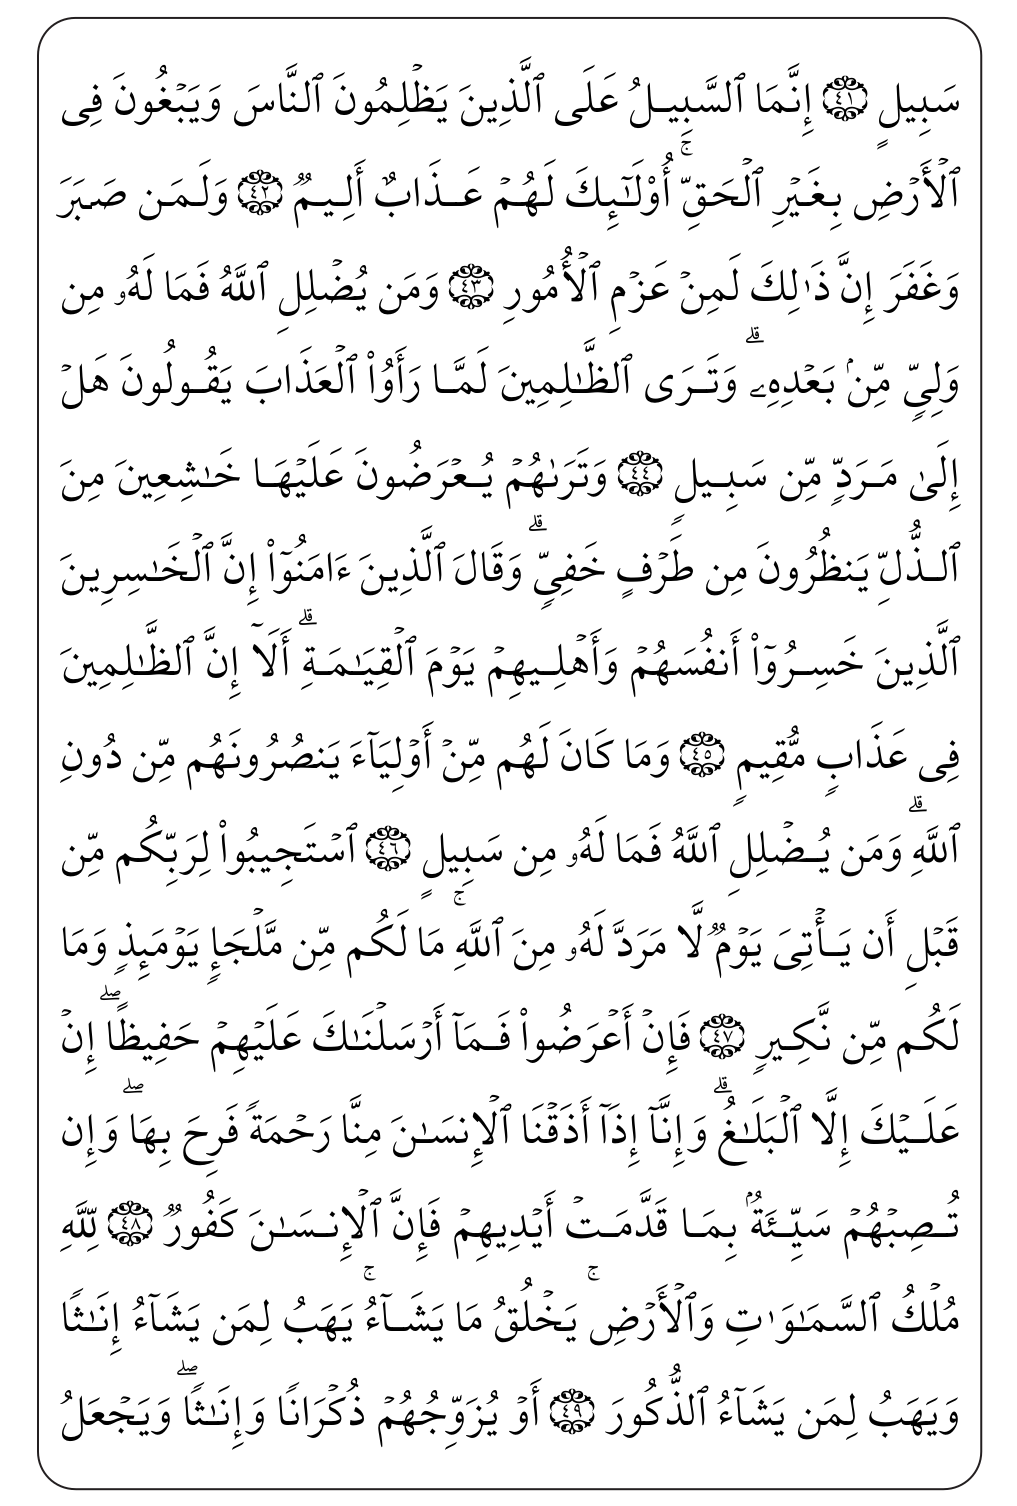 سَبِيلٍ ٤١ إِنَّمَا ٱلسَّبِيلُ عَلَى ٱلَّذِينَ يَظۡلِمُونَ ٱلنَّاسَ وَيَبۡغُونَ فِى
ٱلۡأَرۡضِ بِغَيۡرِ ٱلۡحَقِّۚ أُوْلَٰٓئِكَ لَهُمۡ عَذَابٌ أَلِيمٞ ٤٢ وَلَمَن صَبَرَ
وَغَفَرَ إِنَّ ذَٰلِكَ لَمِنۡ عَزۡمِ ٱلۡأُمُورِ ٤٣ وَمَن يُضۡلِلِ ٱللَّهُ فَمَا لَهُۥ مِن
وَلِيّٖ مِّنۢ بَعۡدِهِۦۗ وَتَرَى ٱلظَّٰلِمِينَ لَمَّا رَأَوُاْ ٱلۡعَذَابَ يَقُولُونَ هَلۡ
إِلَىٰ مَرَدّٖ مِّن سَبِيلٖ ٤٤ وَتَرَىٰهُمۡ يُعۡرَضُونَ عَلَيۡهَا خَٰشِعِينَ مِنَ
ٱلذُّلِّ يَنظُرُونَ مِن طَرۡفٍ خَفِيّٖۗ وَقَالَ ٱلَّذِينَ ءَامَنُوٓاْ إِنَّ ٱلۡخَٰسِرِينَ
ٱلَّذِينَ خَسِرُوٓاْ أَنفُسَهُمۡ وَأَهۡلِيهِمۡ يَوۡمَ ٱلۡقِيَٰمَةِۗ أَلَآ إِنَّ ٱلظَّٰلِمِينَ
فِى عَذَابٖ مُّقِيمٖ ٤٥ وَمَا كَانَ لَهُم مِّنۡ أَوۡلِيَآءَ يَنصُرُونَهُم مِّن دُونِ
ٱللَّهِۗ وَمَن يُضۡلِلِ ٱللَّهُ فَمَا لَهُۥ مِن سَبِيلٍ ٤٦ ٱسۡتَجِيبُواْ لِرَبِّكُم مِّن
قَبۡلِ أَن يَأۡتِىَ يَوۡمٞ لَّا مَرَدَّ لَهُۥ مِنَ ٱللَّهِۚ مَا لَكُم مِّن مَّلۡجَإٖ يَوۡمَئِذٖ وَمَا
لَكُم مِّن نَّكِيرٖ ٤٧ فَإِنۡ أَعۡرَضُواْ فَمَآ أَرۡسَلۡنَٰكَ عَلَيۡهِمۡ حَفِيظًاۖ إِنۡ
عَلَيۡكَ إِلَّا ٱلۡبَلَٰغُۗ وَإِنَّآ إِذَآ أَذَقۡنَا ٱلۡإِنسَٰنَ مِنَّا رَحۡمَةٗ فَرِحَ بِهَاۖ وَإِن
تُصِبۡهُمۡ سَيِّئَةُۢ بِمَا قَدَّمَتۡ أَيۡدِيهِمۡ فَإِنَّ ٱلۡإِنسَٰنَ كَفُورٞ ٤٨ لِّلَّهِ
مُلۡكُ ٱلسَّمَٰوَٰتِ وَٱلۡأَرۡضِۚ يَخۡلُقُ مَا يَشَآءُۚ يَهَبُ لِمَن يَشَآءُ إِنَٰثٗا
وَيَهَبُ لِمَن يَشَآءُ ٱلذُّكُورَ ٤٩ أَوۡ يُزَوِّجُهُمۡ ذُكۡرَانٗا وَإِنَٰثٗاۖ وَيَجۡعَلُ